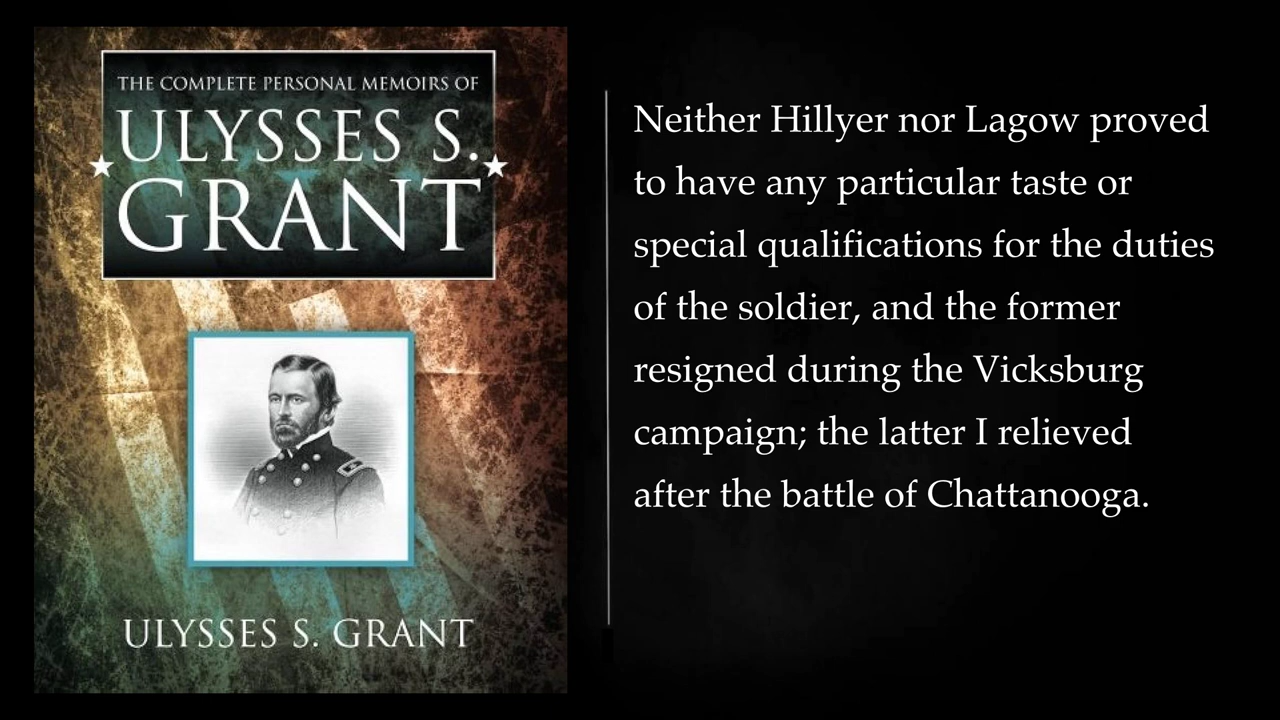 THE COMPLETE PERSONAL MEMOIRS OF
ULYSSES S.
GRANT
ULYSSES S. GRANT
Neither Hillyer nor Lagow proved
to have any particular taste or
special qualifications for the duties
of the soldier, and the former
resigned during the Vicksburg
campaign; the latter I relieved
after the battle of Chattanooga.